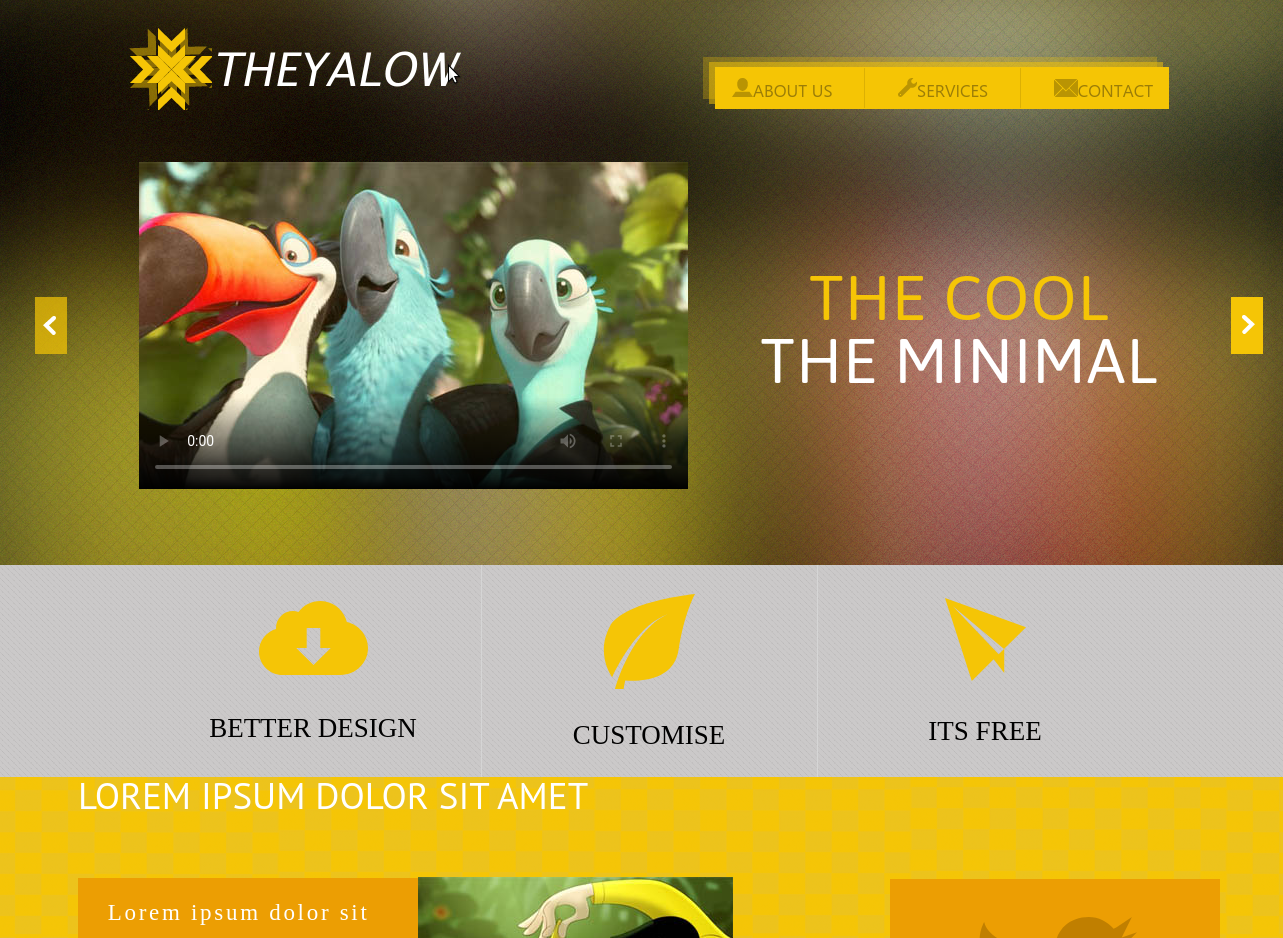 THEYALOW
ABOUT US
SERVICES
CONTACT
THE COOL
THE MINIMAL
0:00
BETTER DESIGN
CUSTOMISE
ITS FREE
LOREM IPSUM DOLOR SIT AMET
Lorem ipsum dolor sit